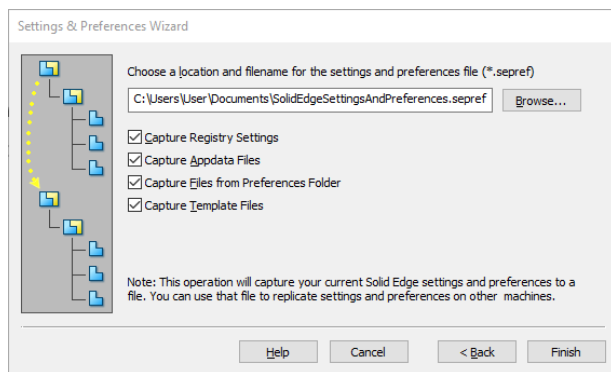 Settings & Preferences Wizard
Choose a location and filename for the settings and preferences file (*.sepref)
C:\Users\User\Documents\SolidEdgeSettingsAndPreferences.sepref
Browse...
Capture Registry Settings
Capture Appdata Files
Capture Files from Preferences Folder
Capture Template Files
Note: This operation will capture your current Solid Edge settings and preferences to a
file. You can use that file to replicate settings and preferences on other machines.
Help Cancel < Back Finish